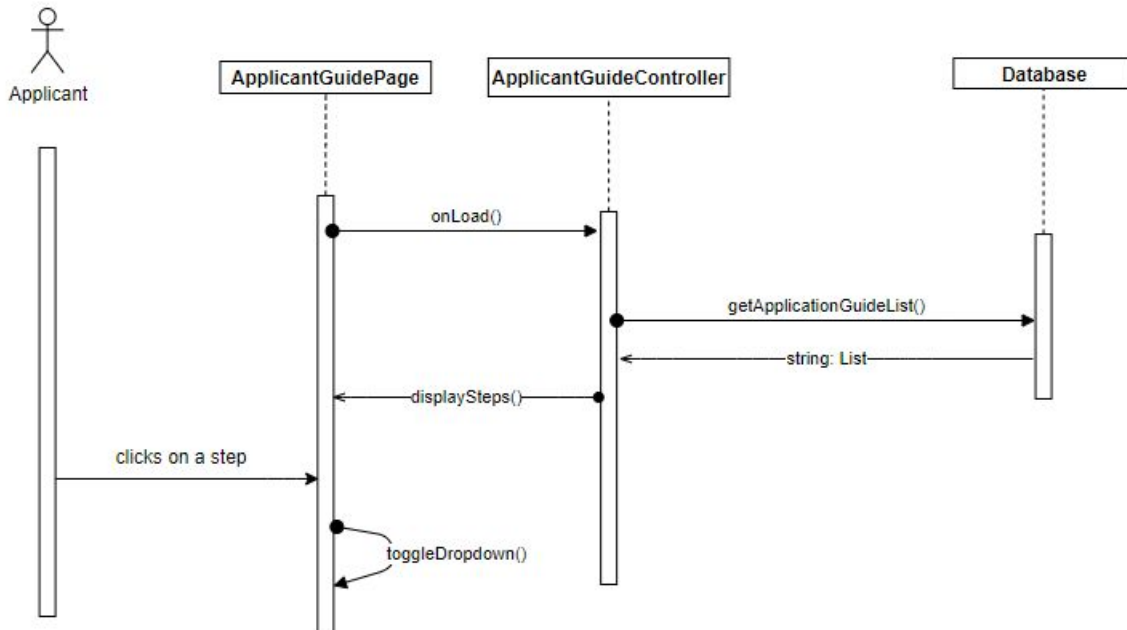 Applicant
ApplicantGuidePage
ApplicantGuideController
Database
onLoad()
getApplicationGuideList()
string: List
displaySteps()
clicks on a step
toggleDropdown()